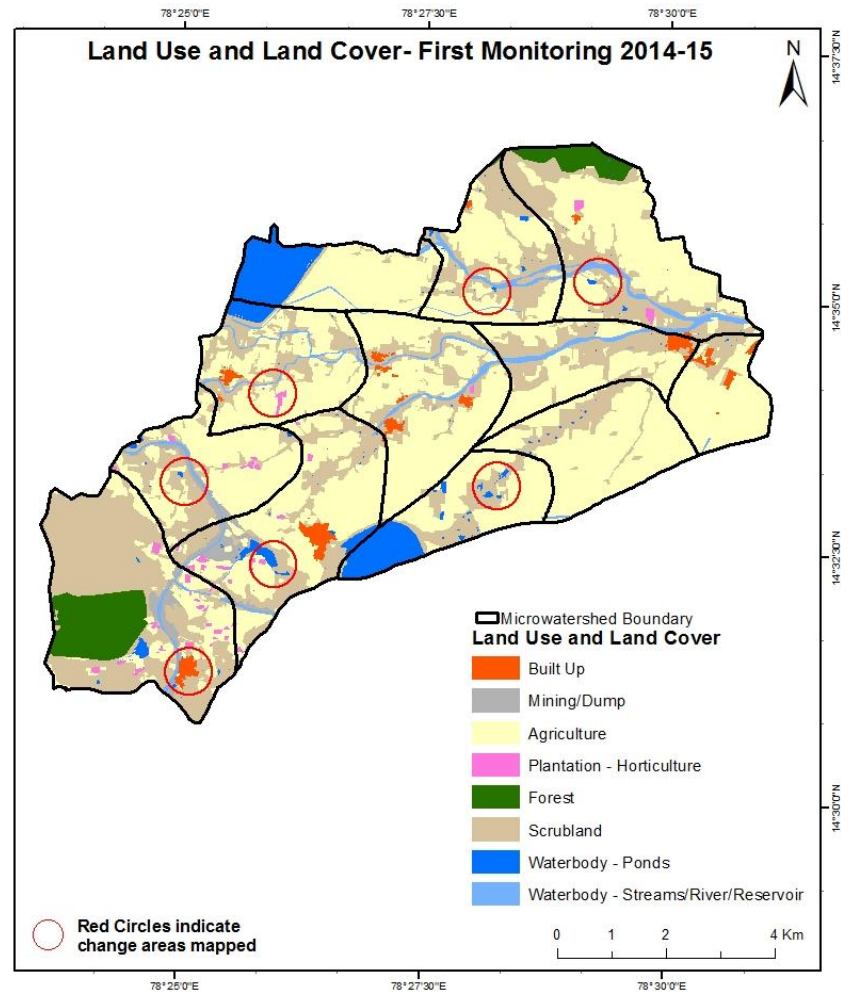 78°25'0"E
78°27'30"E
78°30'0"E
Land Use and Land Cover- First Monitoring 2014-15
N
14°37'30"N
14°35'0"N
14°32'30"N
14°30'0"N
Microwatershed Boundary
Land Use and Land Cover
Built Up
Mining/Dump
Agriculture
Plantation - Horticulture
Forest
Scrubland
Waterbody - Ponds
Waterbody - Streams/River/Reservoir
Red Circles indicate
change areas mapped
0 1 2 4 Km
78°25'0"E
78°27'30"E
78°30'0"E